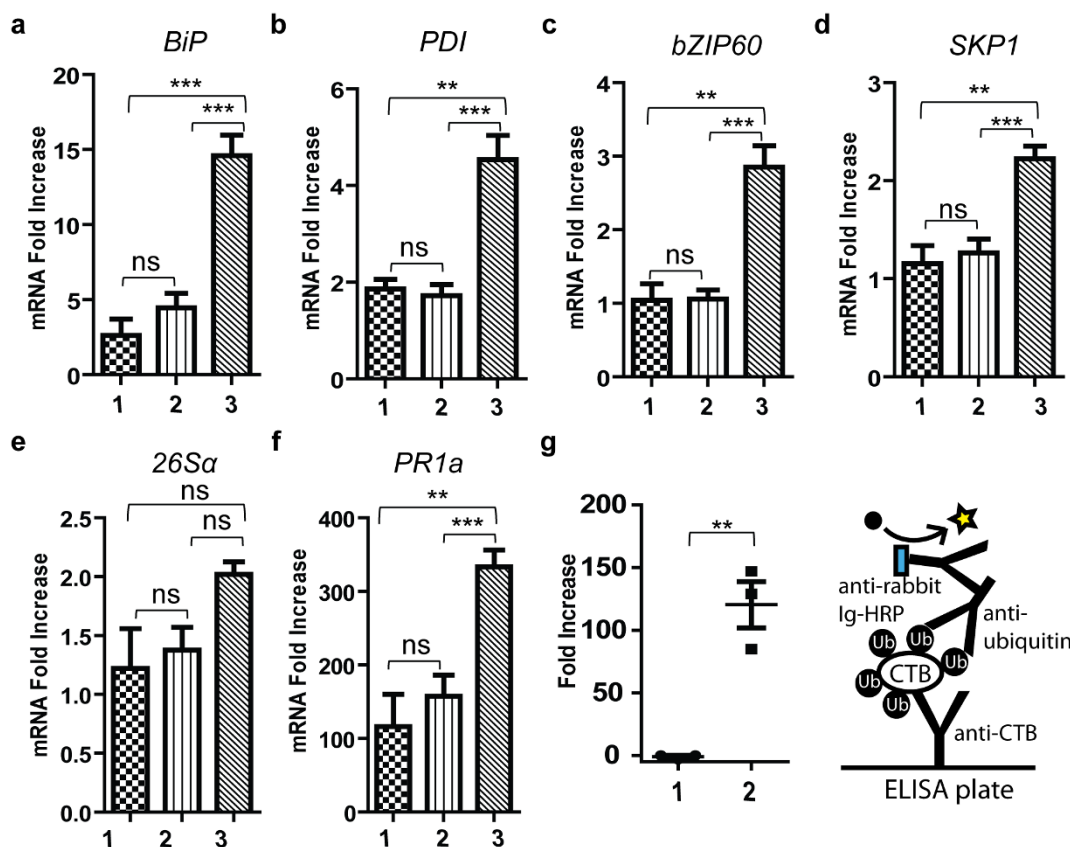 a
BiP
mRNA Fold Increase
20
15
10
5
0
***
***
ns
1 2 3
b
PDI
mRNA Fold Increase
6
4
2
0
**
***
ns
1 2 3
c
bZIP60
mRNA Fold Increase
4
3
2
1
0
**
***
ns
1 2 3
d
SKP1
mRNA Fold Increase
3
2
1
0
**
***
ns
1 2 3
e
26Sα
mRNA Fold Increase
2.5
2.0
1.5
1.0
0.5
0.0
ns
ns
ns
1 2 3
f
PR1a
mRNA Fold Increase
400
300
200
100
0
**
***
ns
1 2 3
g
Fold Increase
200
150
100
50
0
**
1 2
anti-rabbit
Ig-HRP
anti-
ubiquitin
Ub
Ub
Ub
Ub
Ub
CTB
anti-CTB
ELISA plate